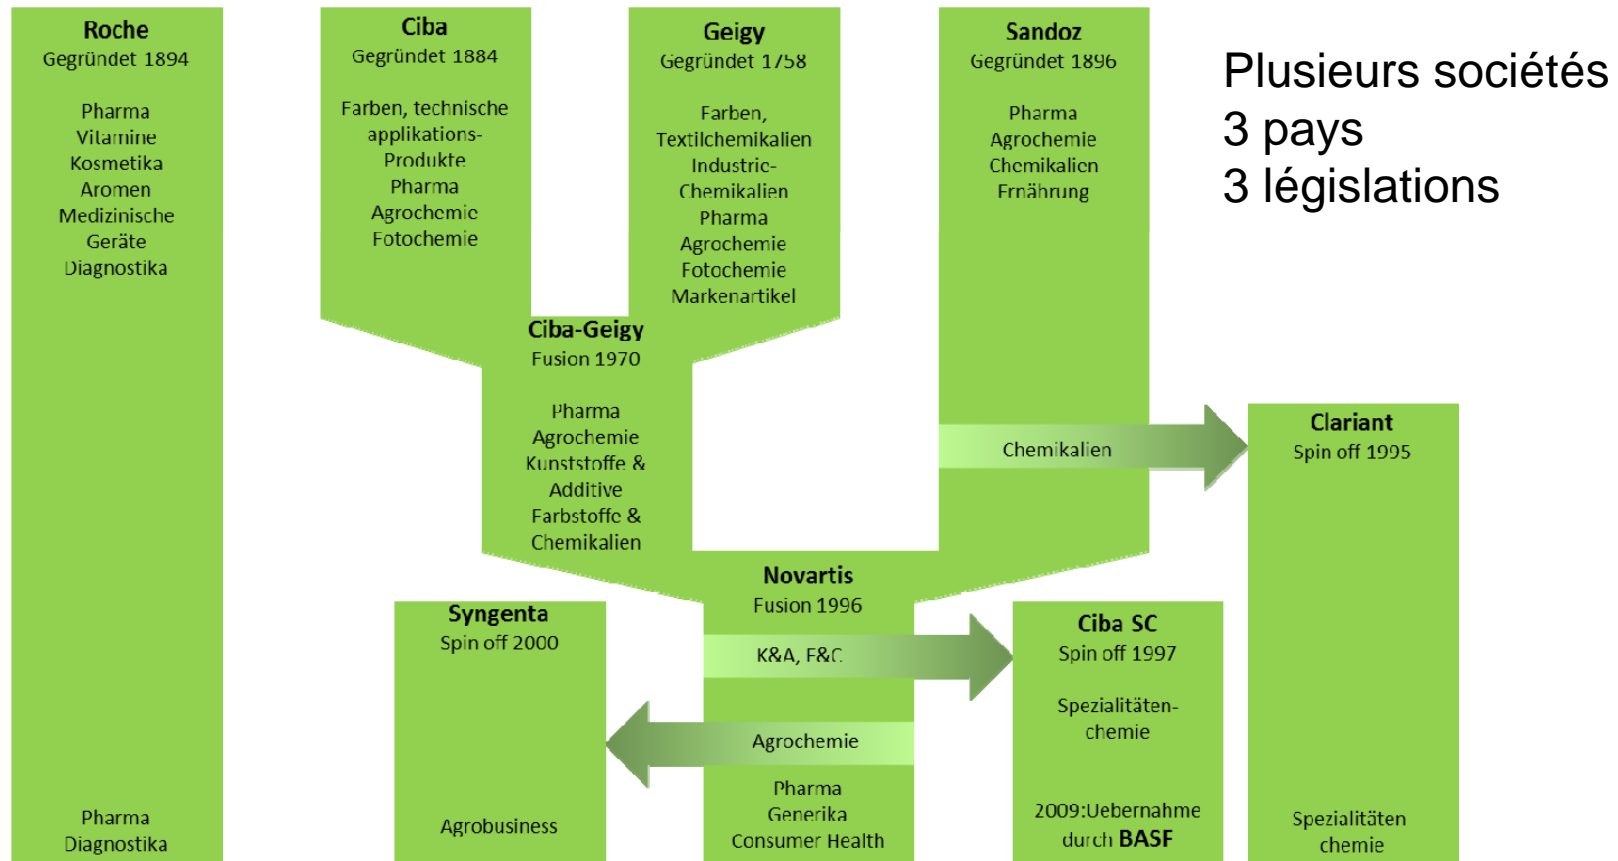 Roche
Gegründet 1894
Pharma
Vitamine
Kosmetika
Aromen
Medizinische
Geräte
Diagnostika
Pharma
Diagnostika
Ciba
Gegründet 1884
Farben, technische
applikations-
Produkte
Pharma
Agrochemie
Fotochemie
Geigy
Gegründet 1758
Farben,
Textilchemikalien
Industrie-
Chemikalien
Pharma
Agrochemie
Fotochemie
Markenartikel
Sandoz
Gegründet 1896
Pharma
Agrochemie
Chemikalien
Ernährung
Plusieurs sociétés
3 pays
3 législations
Ciba-Geigy
Fusion 1970
Pharma
Agrochemie
Kunststoffe &
Additive
Farbstoffe &
Chemikalien
Chemikalien
Clariant
Spin off 1995
Spezialitäten
chemie
Novartis
Fusion 1996
K&A, F&C
Agrochemie
Pharma
Generika
Consumer Health
Syngenta
Spin off 2000
Agrobusiness
Ciba SC
Spin off 1997
Spezialitäten-
chemie
2009:Uebernahme
durch BASF